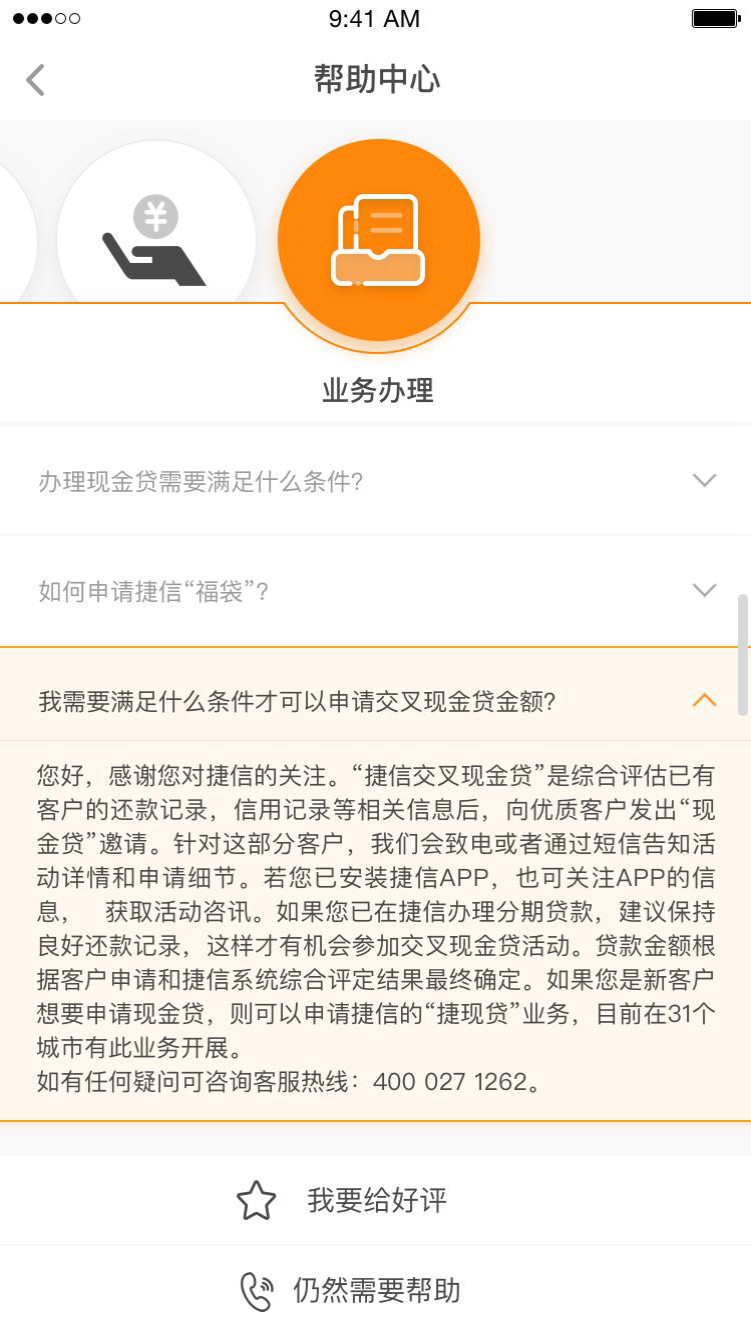 9:41 AM
帮助中心
¥
业务办理
办理现金贷需要满足什么条件?
如何申请捷信“福袋”?
我需要满足什么条件才可以申请交叉现金贷金额?
您好，感谢您对捷信的关注。“捷信交叉现金贷”是综合评估已有
客户的还款记录，信用记录等相关信息后，向优质客户发出“现
金贷”邀请。针对这部分客户，我们会致电或者通过短信告知活
动详情和申请细节。若您已安装捷信APP，也可关注APP的信
息，　获取活动咨讯。如果您已在捷信办理分期贷款，建议保持
良好还款记录，这样才有机会参加交叉现金贷活动。贷款金额根
据客户申请和捷信系统综合评定结果最终确定。如果您是新客户
想要申请现金贷，则可以申请捷信的“捷现贷”业务，目前在31个
城市有此业务开展。
如有任何疑问可咨询客服热线：400 027 1262。
我要给好评
仍然需要帮助